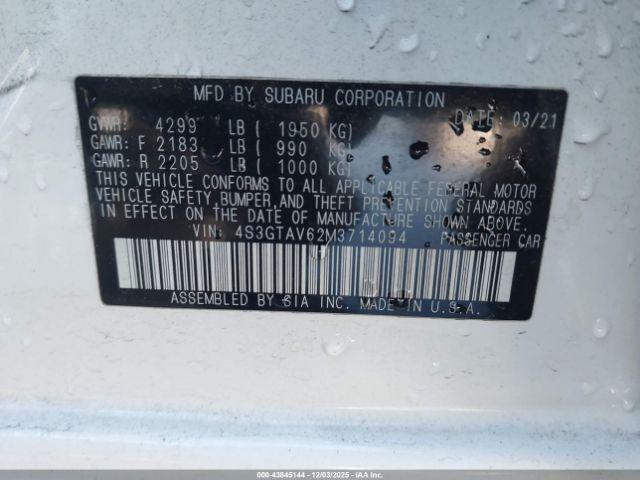 MFD BY SUBARU CORPORATION
DATE: 03/21
GVWR: 4299 LB ( 1950 KG)
GAWR: F 2183 LB ( 990 KG)
GAWR: R 2205 LB ( 1000 KG)
THIS VEHICLE CONFORMS TO ALL APPLICABLE FEDERAL MOTOR
VEHICLE SAFETY, BUMPER, AND THEFT PREVENTION STANDARDS
IN EFFECT ON THE DATE OF MANUFACTURE SHOWN ABOVE.
VIN: 4S3GTAV62M3714094 PASSENGER CAR
ASSEMBLED BY SIA INC. MADE IN U.S.A.
000-43845144 - 12/03/2025 - IAAI.CA